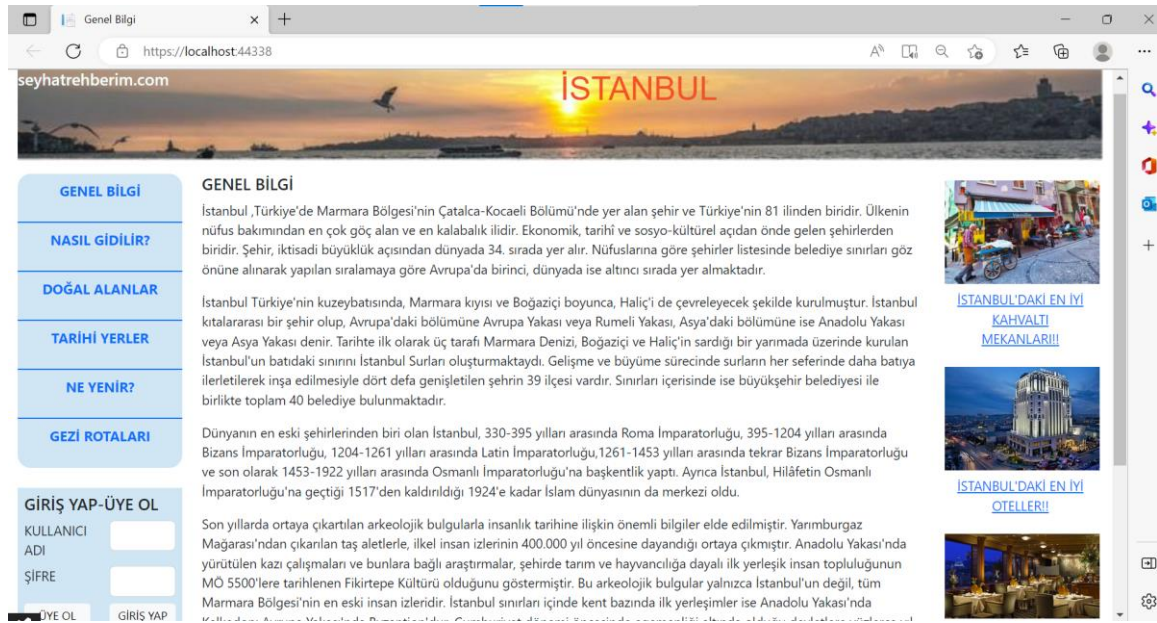 Genel Bilgi
https://localhost:44338
seyhatrehberim.com
İSTANBUL
GENEL BİLGİ
NASIL GİDİLİR?
DOĞAL ALANLAR
TARİHİ YERLER
NE YENİR?
GEZİ ROTALARI
GİRİŞ YAP-ÜYE OL
KULLANICI
ADI
ŞİFRE
ÜYE OL
GİRİŞ YAP
GENEL BİLGİ
İstanbul ,Türkiye'de Marmara Bölgesi'nin Çatalca-Kocaeli Bölümü'nde yer alan şehir ve Türkiye'nin 81 ilinden biridir. Ülkenin
nüfus bakımından en çok göç alan ve en kalabalık ilidir. Ekonomik, tarihî ve sosyo-kültürel açıdan önde gelen şehirlerden
biridir. Şehir, iktisadi büyüklük açısından dünyada 34. sırada yer alır. Nüfuslarına göre şehirler listesinde belediye sınırları göz
önüne alınarak yapılan sıralamaya göre Avrupa'da birinci, dünyada ise altıncı sırada yer almaktadır.
İstanbul Türkiye'nin kuzeybatısında, Marmara kıyısı ve Boğaziçi boyunca, Haliç'i de çevreleyecek şekilde kurulmuştur. İstanbul
kıtalararası bir şehir olup, Avrupa'daki bölümüne Avrupa Yakası veya Rumeli Yakası, Asya'daki bölümüne ise Anadolu Yakası
veya Asya Yakası denir. Tarihte ilk olarak üç tarafı Marmara Denizi, Boğaziçi ve Haliç'in sardığı bir yarımada üzerinde kurulan
İstanbul'un batıdaki sınırını İstanbul Surları oluşturmaktaydı. Gelişme ve büyüme sürecinde surların her seferinde daha batıya
ilerletilerek inşa edilmesiyle dört defa genişletilen şehrin 39 ilçesi vardır. Sınırları içerisinde ise büyükşehir belediyesi ile
birlikte toplam 40 belediye bulunmaktadır.
Dünyanın en eski şehirlerinden biri olan İstanbul, 330-395 yılları arasında Roma İmparatorluğu, 395-1204 yılları arasında
Bizans İmparatorluğu, 1204-1261 yılları arasında Latin İmparatorluğu,1261-1453 yılları arasında tekrar Bizans İmparatorluğu
ve son olarak 1453-1922 yılları arasında Osmanlı İmparatorluğu'na başkentlik yaptı. Ayrıca İstanbul, Hilâfetin Osmanlı
İmparatorluğu'na geçtiği 1517'den kaldırıldığı 1924'e kadar İslam dünyasının da merkezi oldu.
Son yıllarda ortaya çıkartılan arkeolojik bulgularla insanlık tarihine ilişkin önemli bilgiler elde edilmiştir. Yarımburgaz
Mağarası'ndan çıkarılan taş aletlerle, ilkel insan izlerinin 400.000 yıl öncesine dayandığı ortaya çıkmıştır. Anadolu Yakası'nda
yürütülen kazı çalışmaları ve bunlara bağlı araştırmalar, şehirde tarım ve hayvancılığa dayalı ilk yerleşik insan topluluğunun
MÖ 5500'lere tarihlenen Fikirtepe Kültürü olduğunu göstermiştir. Bu arkeolojik bulgular yalnızca İstanbul'un değil, tüm
Marmara Bölgesi'nin en eski insan izleridir. İstanbul sınırları içinde kent bazında ilk yerleşimler ise Anadolu Yakası'nda
İSTANBUL'DAKİ EN İYİ
KAHVALTI
MEKANLARI!!
İSTANBUL'DAKİ EN İYİ
OTELLER!!